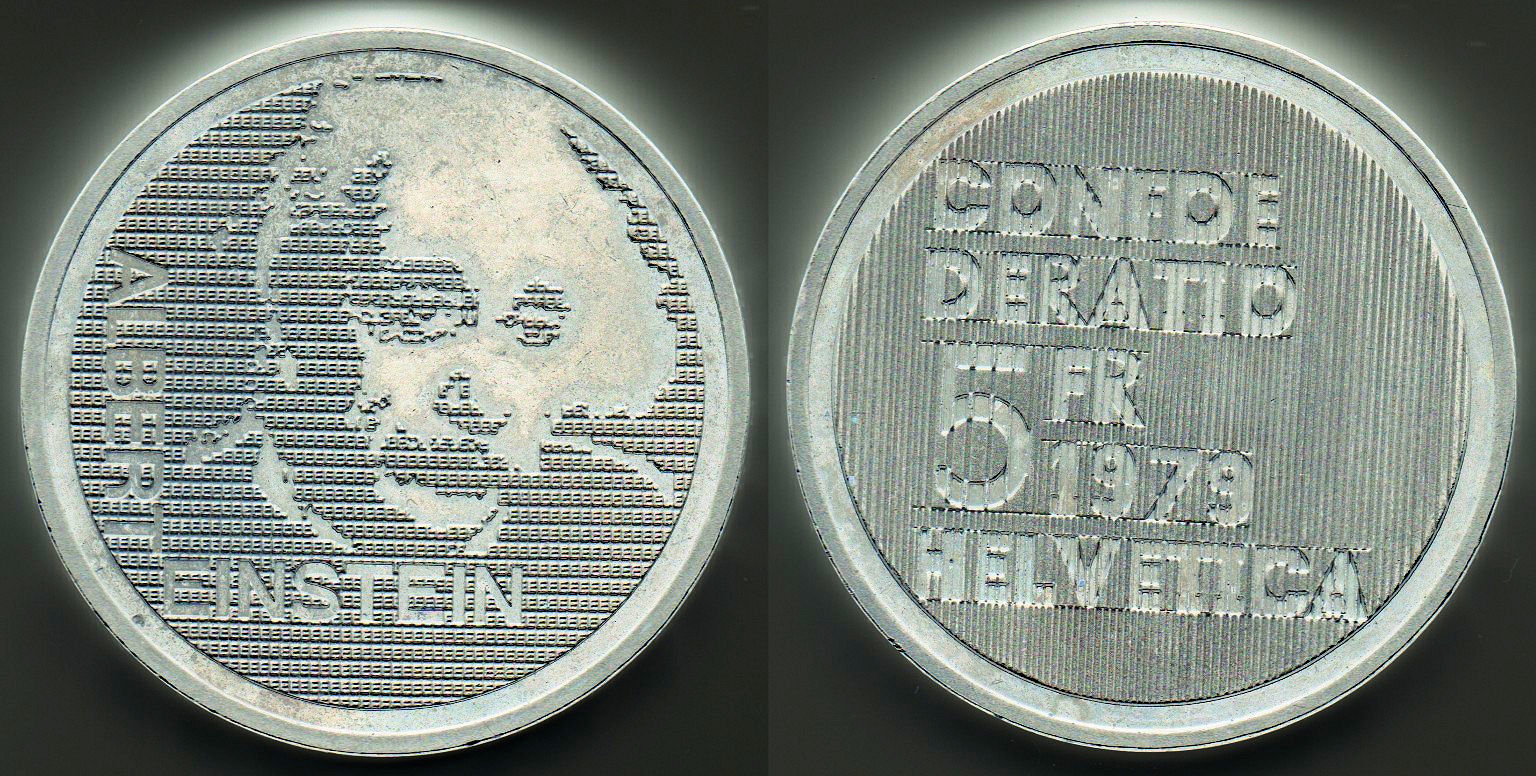 ALBERT
EINSTEIN
CONFOE
DERATIO
5 FR
1979
HELVETICA